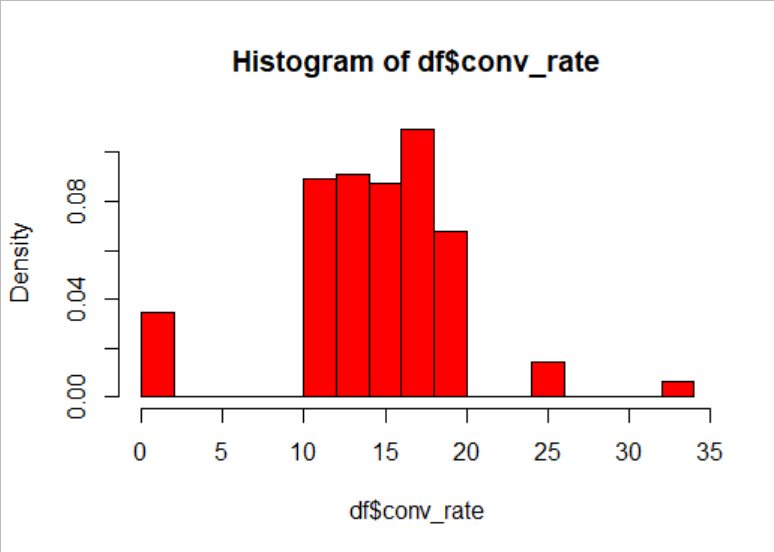 Histogram of df$conv_rate
Density
0.08
0.04
0.00
0 5 10 15 20 25 30 35
df$conv_rate